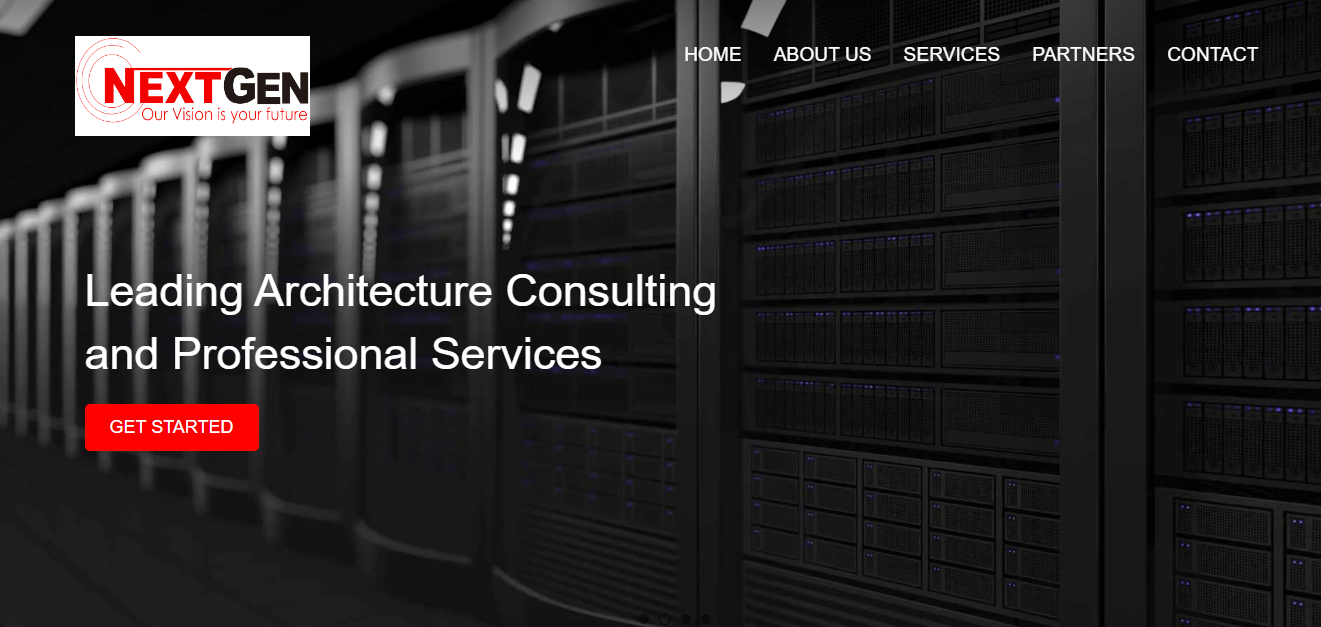 NEXTGEN
Our Vision is your future
HOME ABOUT US SERVICES PARTNERS CONTACT
Leading Architecture Consulting
and Professional Services
GET STARTED